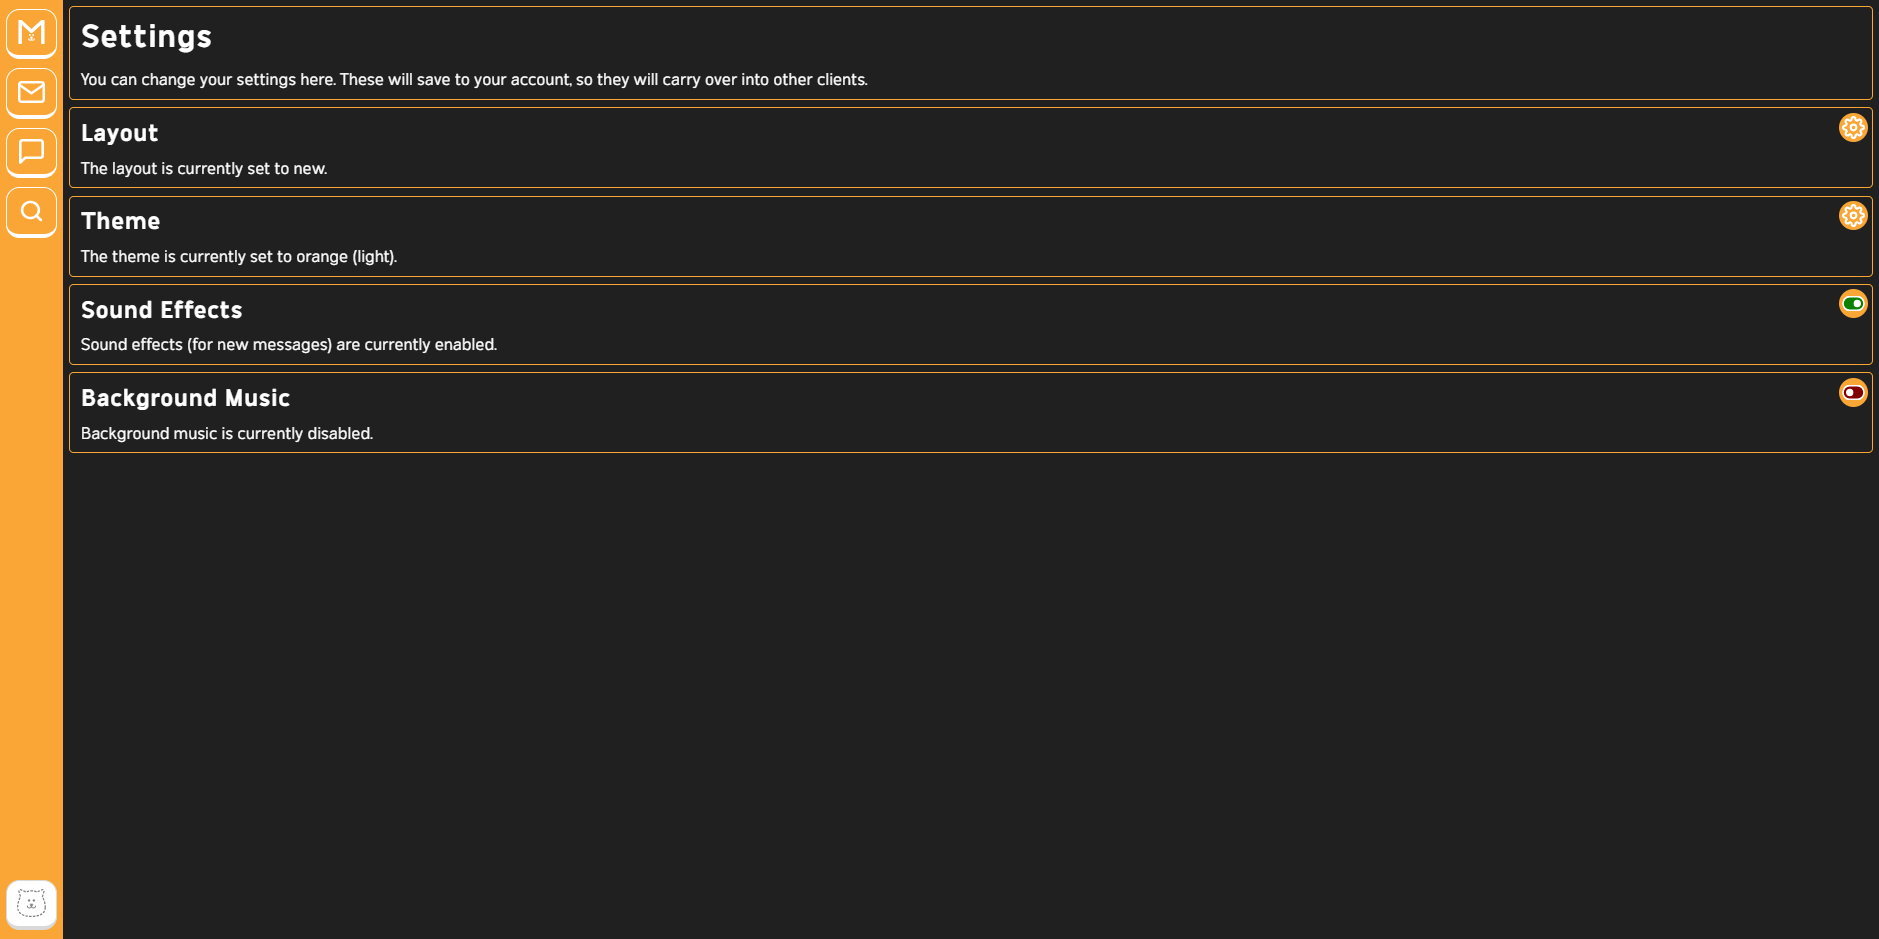 M
Settings
You can change your settings here. These will save to your account, so they will carry over into other clients.
Layout
The layout is currently set to new.
Theme
The theme is currently set to orange (light).
Sound Effects
Sound effects (for new messages) are currently enabled.
Background Music
Background music is currently disabled.